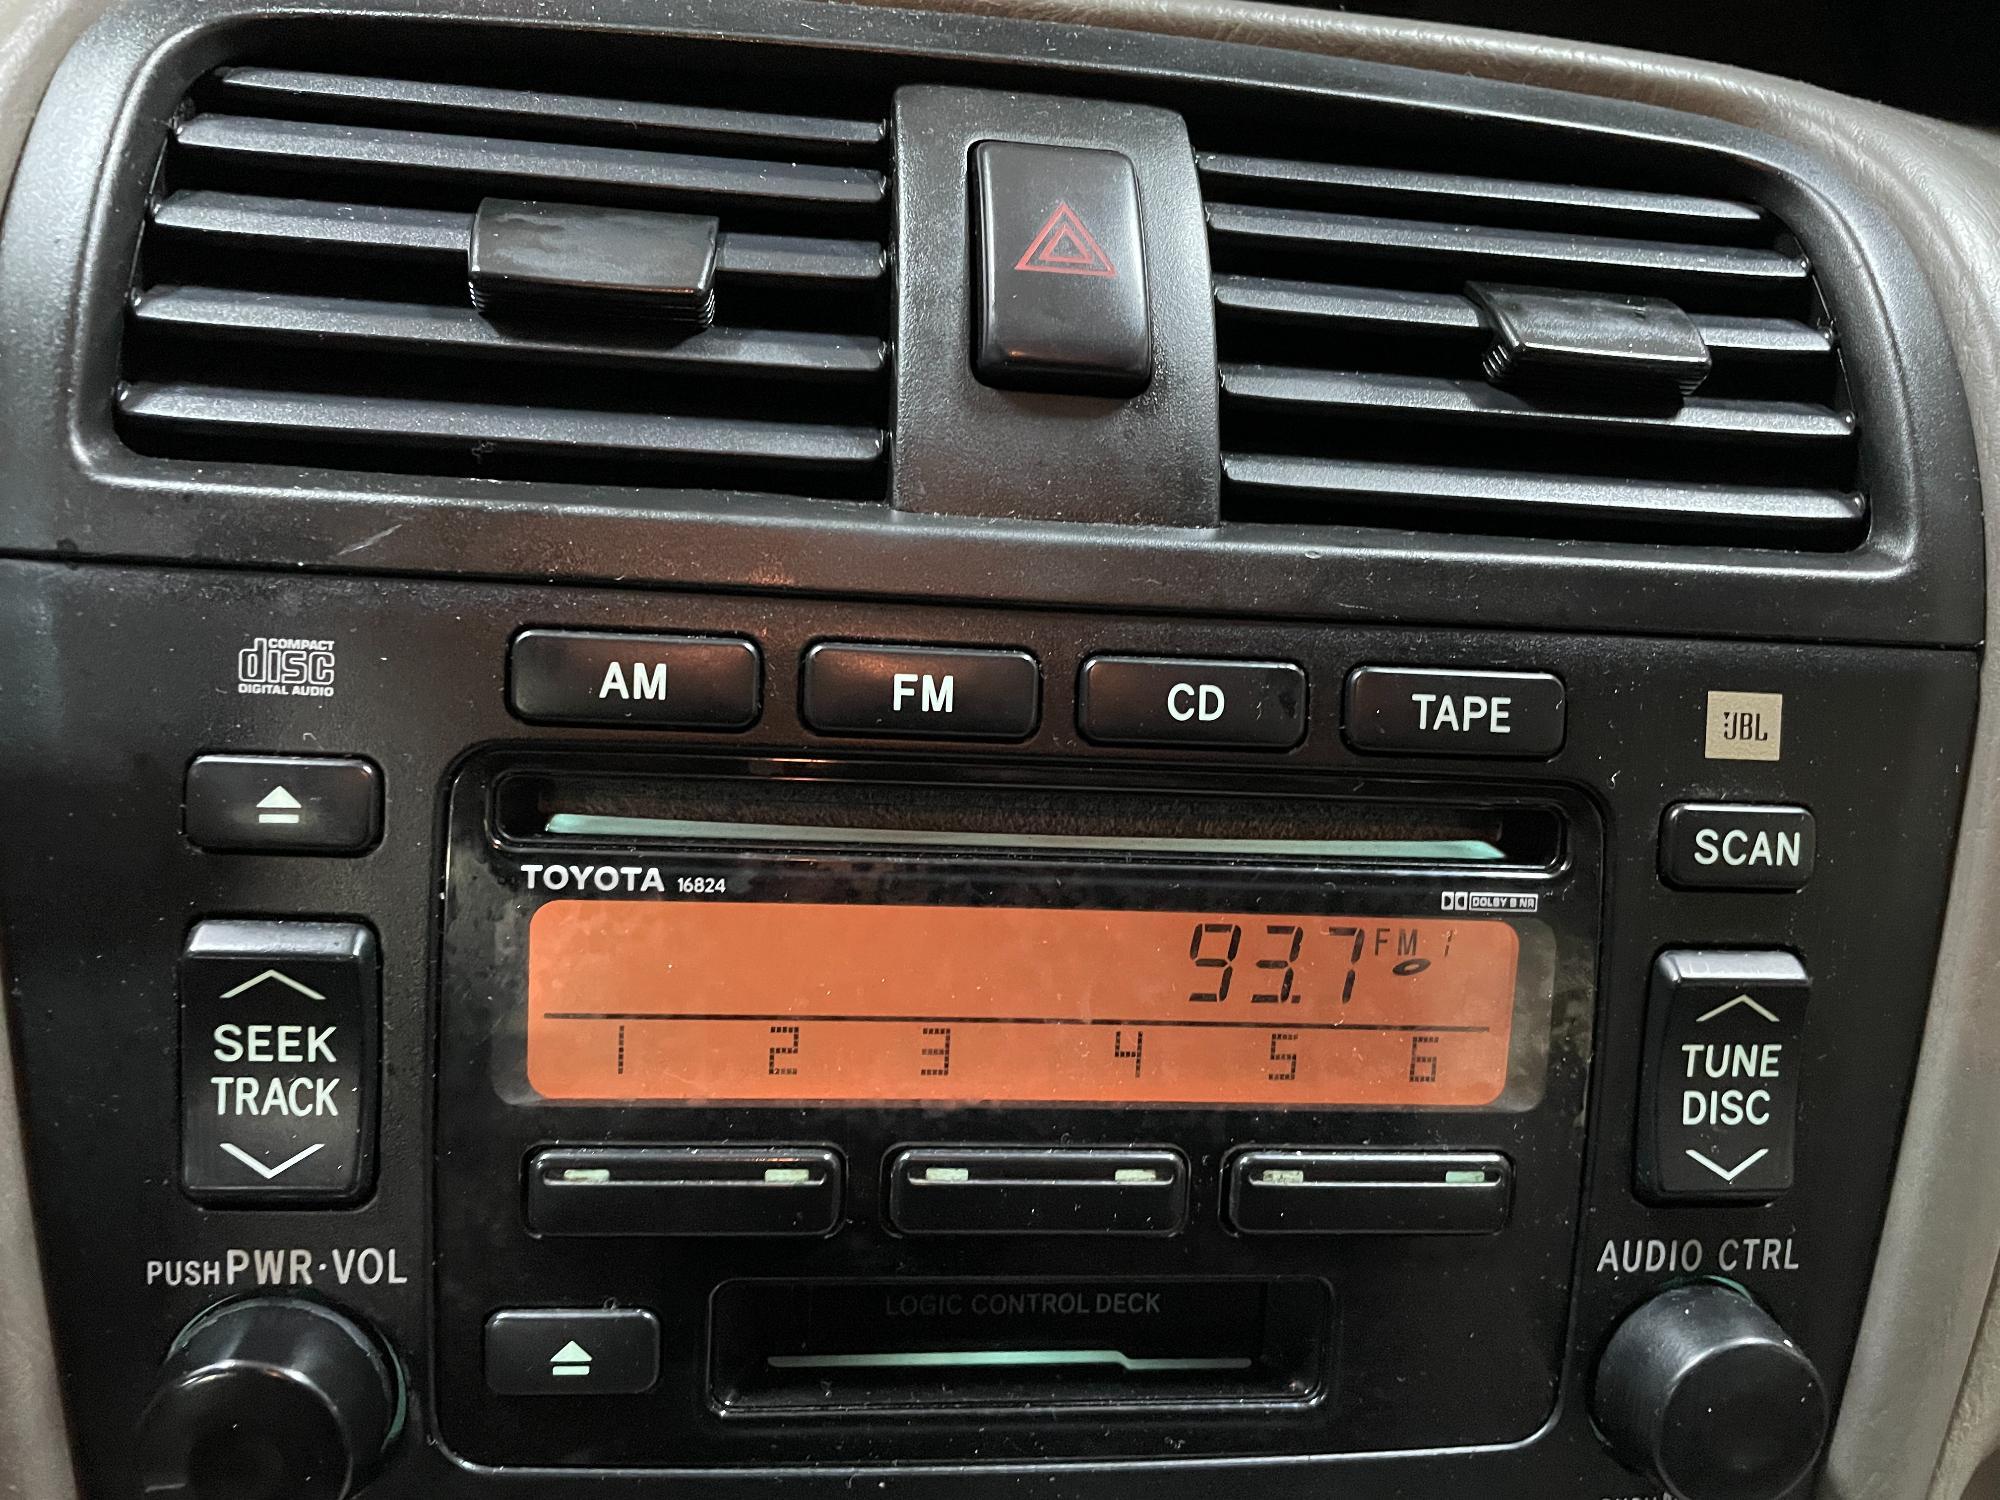 COMPACT
disc
DIGITAL AUDIO
AM
FM
CD
TAPE
JBL
SCAN
TOYOTA 16824
DOLBY B NR
93.7 FM 1
1 2 3 4 5 6
SEEK
TRACK
TUNE
DISC
PUSH PWR·VOL
AUDIO CTRL
LOGIC CONTROL DECK